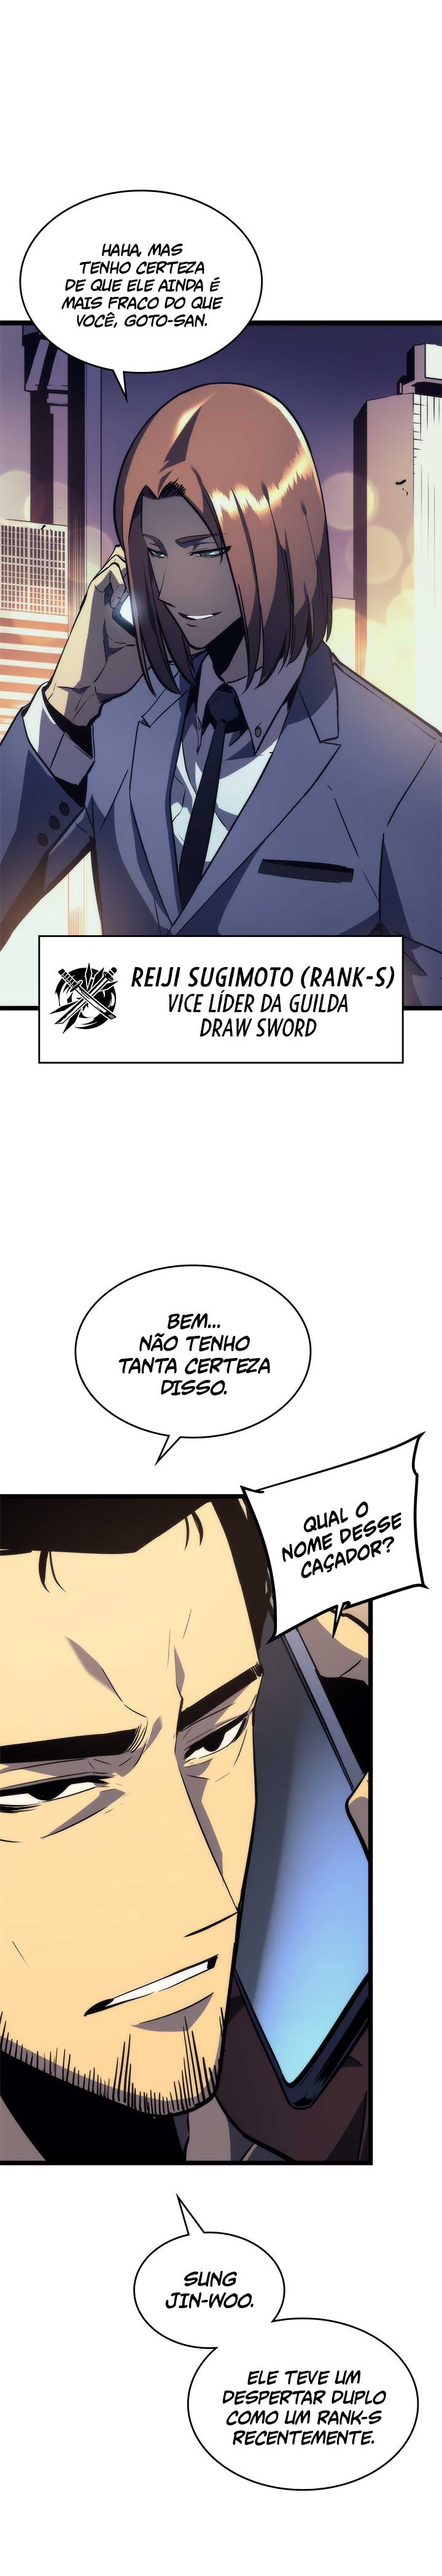 HAHA, MAS
TENHO CERTEZA
DE QUE ELE AINDA É
MAIS FRACO DO QUE
VOCÊ, GOTO-SAN.
REIJI SUGIMOTO (RANK-S)
VICE LÍDER DA GUILDA
DRAW SWORD
BEM...
NÃO TENHO
TANTA CERTEZA
DISSO.
QUAL O
NOME DESSE
CAÇADOR?
SUNG
JIN-WOO.
ELE TEVE UM
DESPERTAR DUPLO
COMO UM RANK-S
RECENTEMENTE.